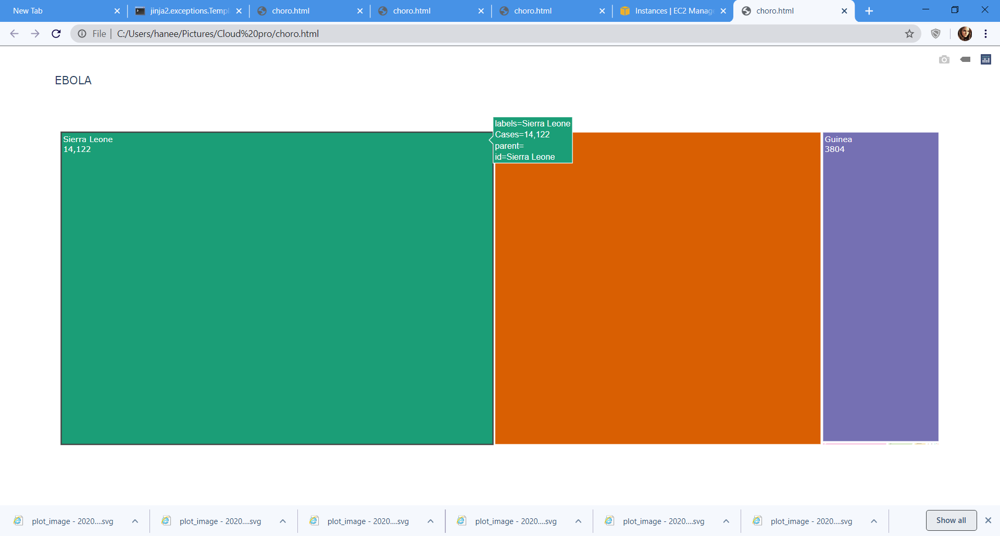 New Tab
jinja2.exceptions.Templ
choro.html
choro.html
choro.html
Instances | EC2 Manag
choro.html
File | C:/Users/hanee/Pictures/Cloud%20pro/choro.html
EBOLA
Sierra Leone
14,122
labels=Sierra Leone
Cases=14,122
parent=
id=Sierra Leone
Guinea
3804
plot_image - 2020....svg
plot_image - 2020....svg
plot_image - 2020....svg
plot_image - 2020....svg
plot_image - 2020....svg
plot_image - 2020....svg
Show all